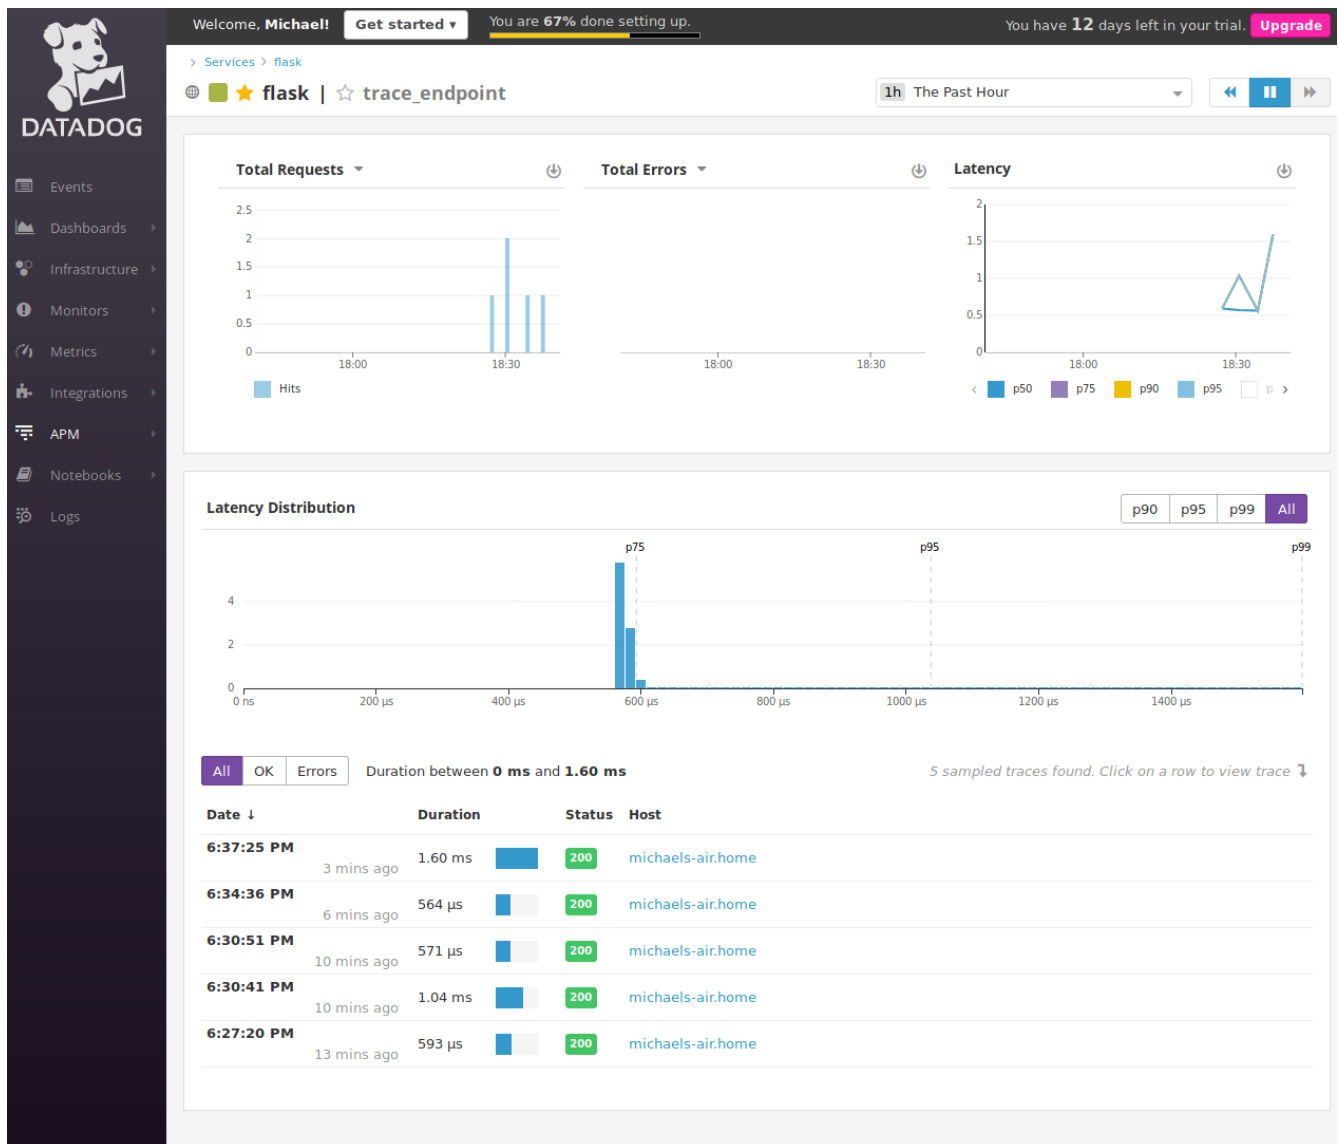 Welcome, Michael! Get started ▾ You are 67% done setting up. You have 12 days left in your trial. Upgrade
DATADOG
Events
Dashboards
Infrastructure
Monitors
Metrics
Integrations
APM
Notebooks
Logs
> Services > flask
flask | trace_endpoint
1h The Past Hour
Total Requests
2.5
2
1.5
1
0.5
0
18:00 18:30
Hits
Total Errors
18:00 18:30
Latency
2
1.5
1
0.5
0
18:00 18:30
< p50 p75 p90 p95 p >
Latency Distribution
p90 p95 p99 All
p75 p95 p99
4
2
0
0 ns 200 µs 400 µs 600 µs 800 µs 1000 µs 1200 µs 1400 µs
All OK Errors Duration between 0 ms and 1.60 ms 5 sampled traces found. Click on a row to view trace
Date ↓ Duration Status Host
6:37:25 PM
3 mins ago 1.60 ms 200 michaels-air.home
6:34:36 PM
6 mins ago 564 µs 200 michaels-air.home
6:30:51 PM
10 mins ago 571 µs 200 michaels-air.home
6:30:41 PM
10 mins ago 1.04 ms 200 michaels-air.home
6:27:20 PM
13 mins ago 593 µs 200 michaels-air.home